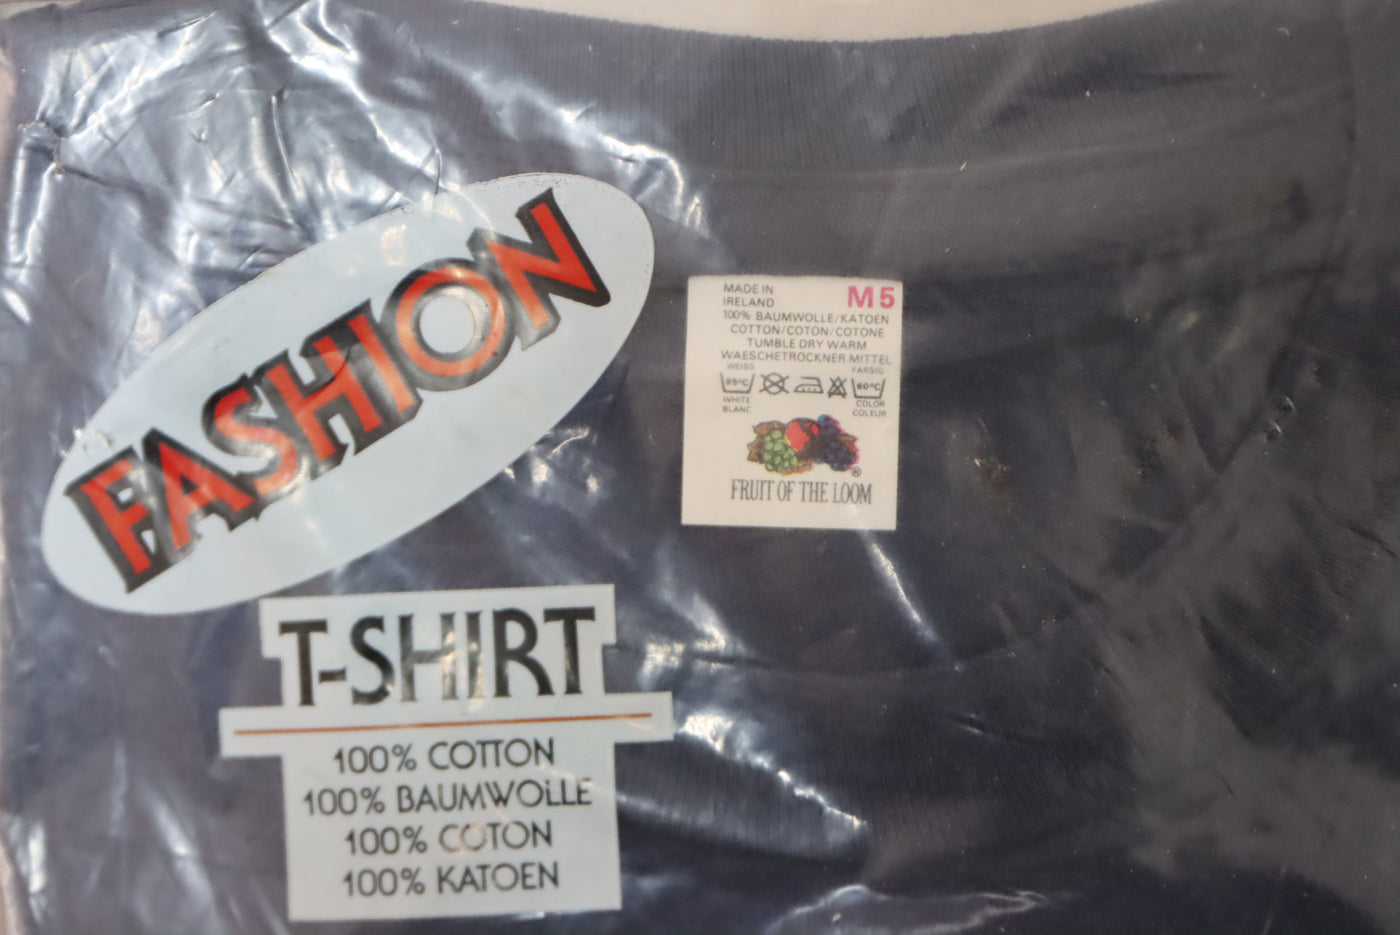 FASHION
T-SHIRT
100% COTTON
100% BAUMWOLLE
100% COTON
100% KATOEN
MADE IN
IRELAND
M5
100% BAUMWOLLE/KATOEN
COTTON/COTON/COTONE
TUMBLE DRY WARM
WAESCHETROCKNER MITTEL
WEISS FARBIG
95°C 60°C
WHITE COLOR
BLANC COULEUR
®
FRUIT OF THE LOOM